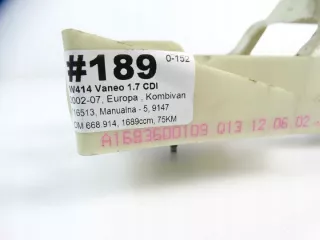 #189
0-152
W414 Vaneo 1.7 CDI
2002-07, Europa , Kombivan
16513, Manualna - 5, 9147
OM 668.914, 1689ccm, 75KM
A1683600109 Q13 12 06 02